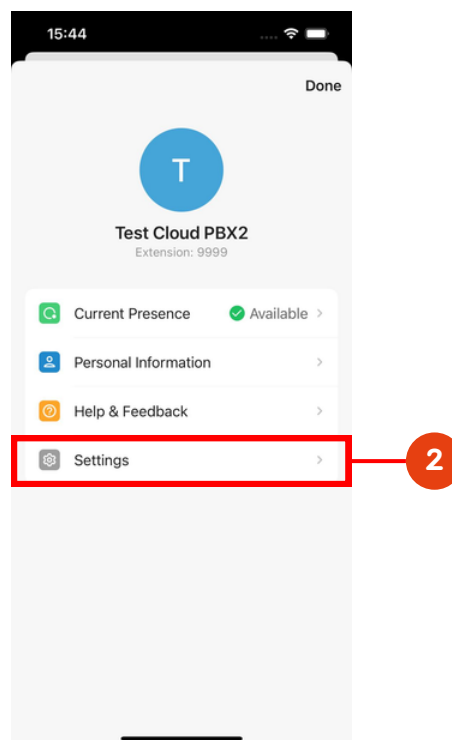 15:44
Done
T
Test Cloud PBX2
Extension: 9999
Current Presence Available
Personal Information
Help & Feedback
Settings
2